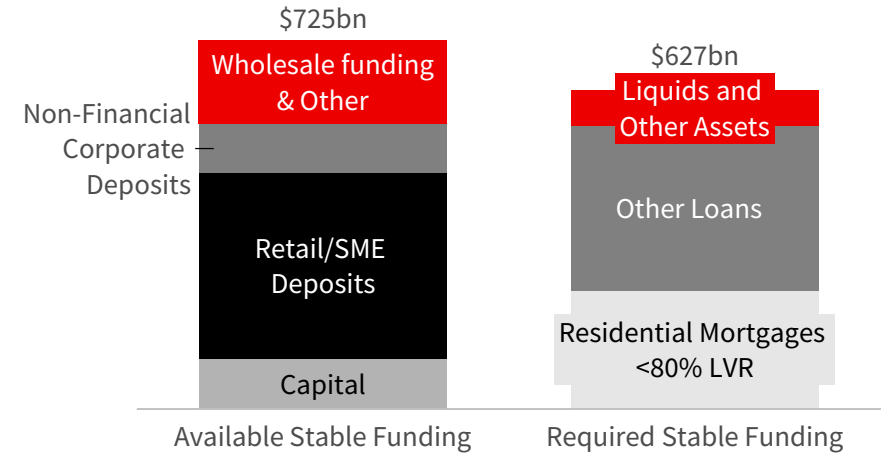 $725bn
Wholesale funding
& Other
Non-Financial
Corporate
Deposits
Retail/SME
Deposits
Capital
Available Stable Funding
$627bn
Liquids and
Other Assets
Other Loans
Residential Mortgages
<80% LVR
Required Stable Funding